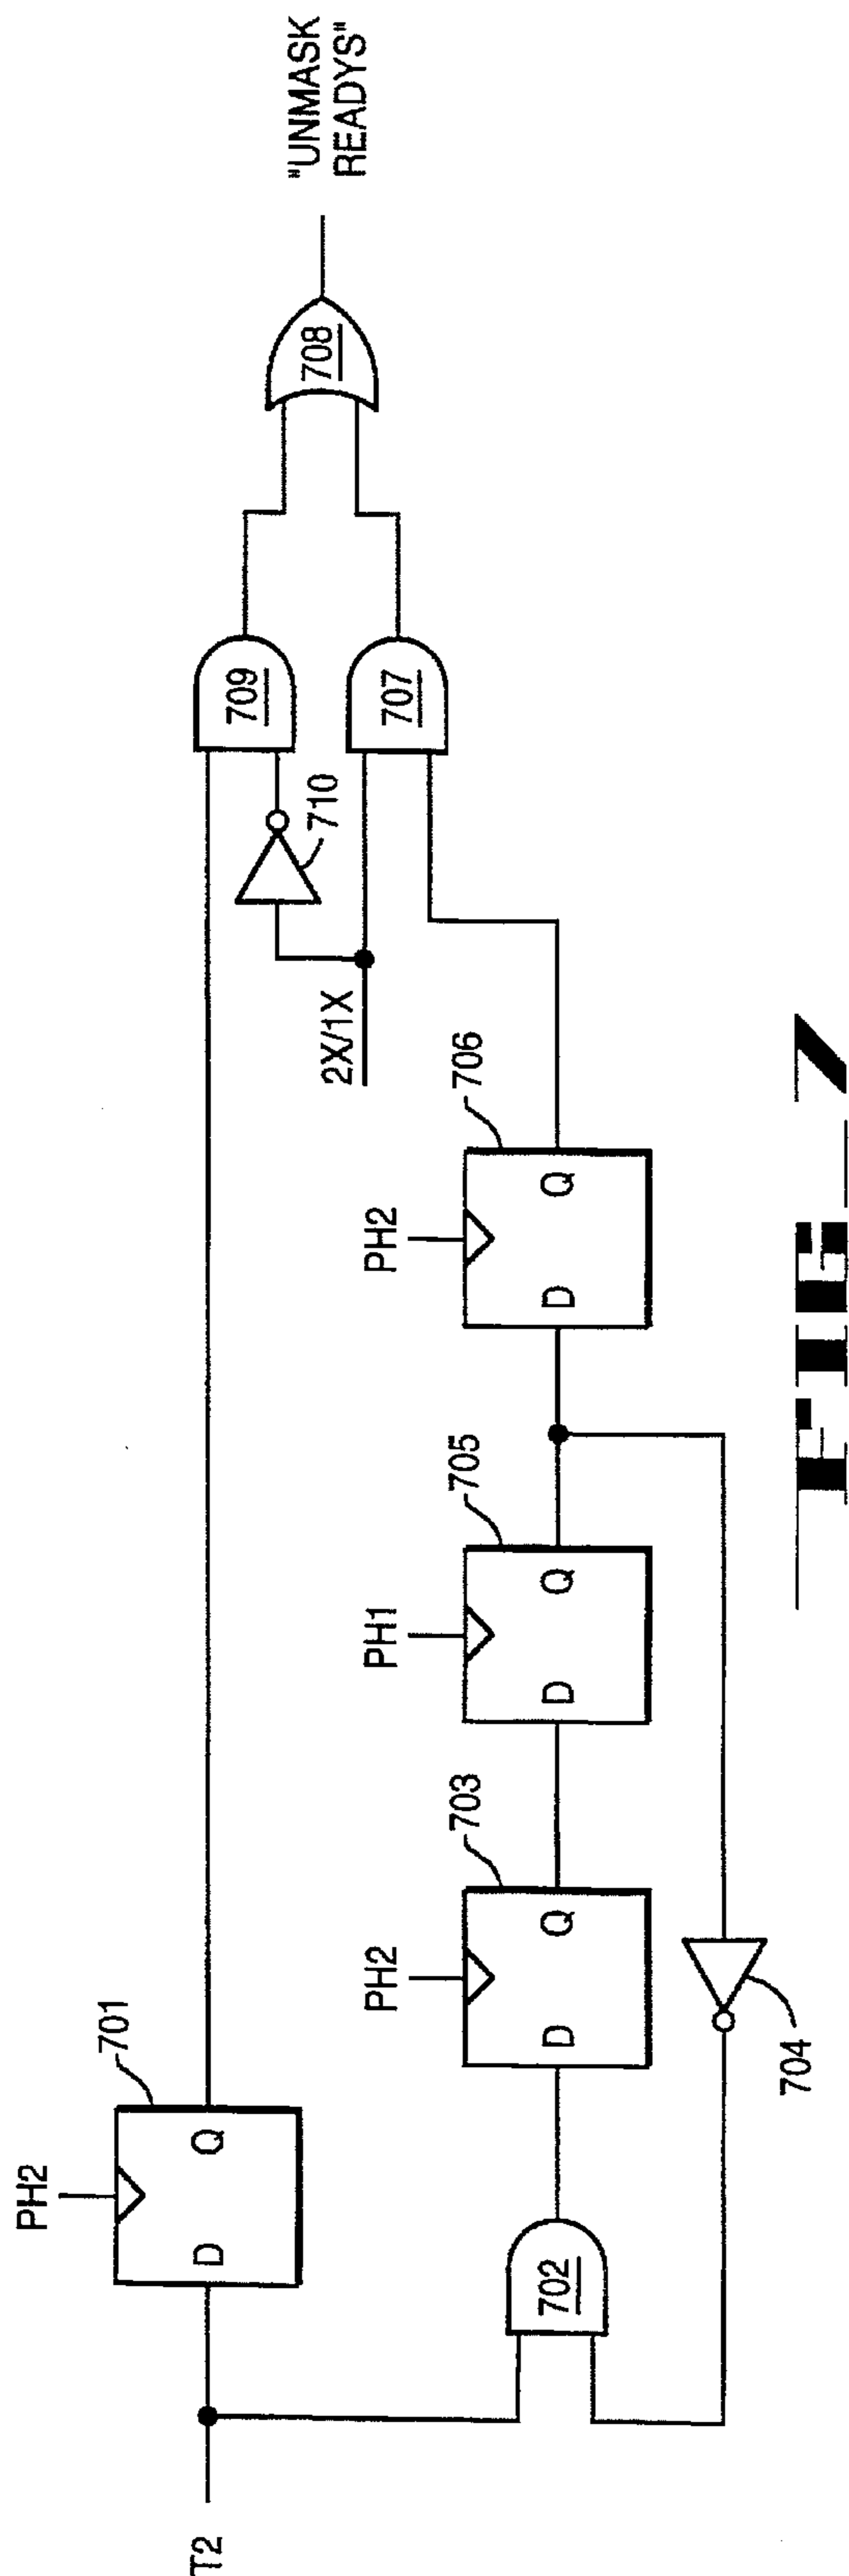 T2
PH2
D
Q
701
702
PH2
D
Q
703
704
PH1
D
Q
705
PH2
D
Q
706
2X/1X
710
709
707
708
"UNMASK
READYS"
FIG_7